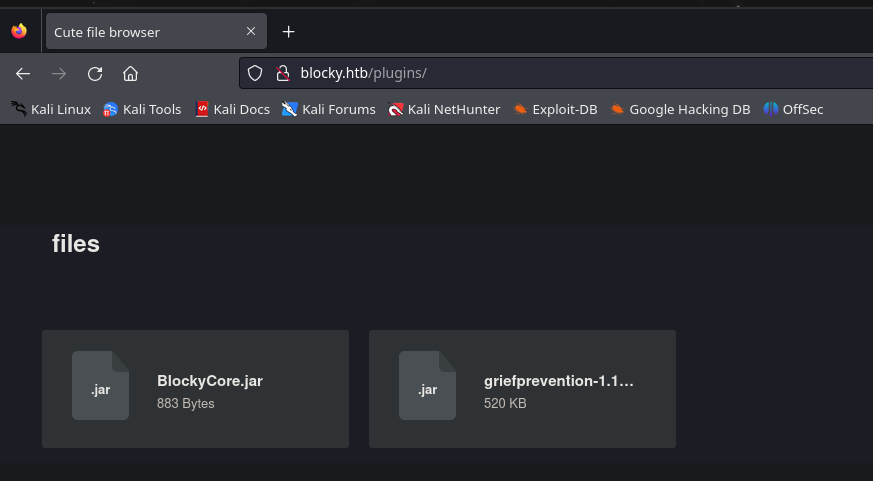 Cute file browser
blocky.htb/plugins/
Kali Linux Kali Tools Kali Docs Kali Forums Kali NetHunter Exploit-DB Google Hacking DB OffSec
files
.jar
BlockyCore.jar
883 Bytes
.jar
griefprevention-1.1...
520 KB